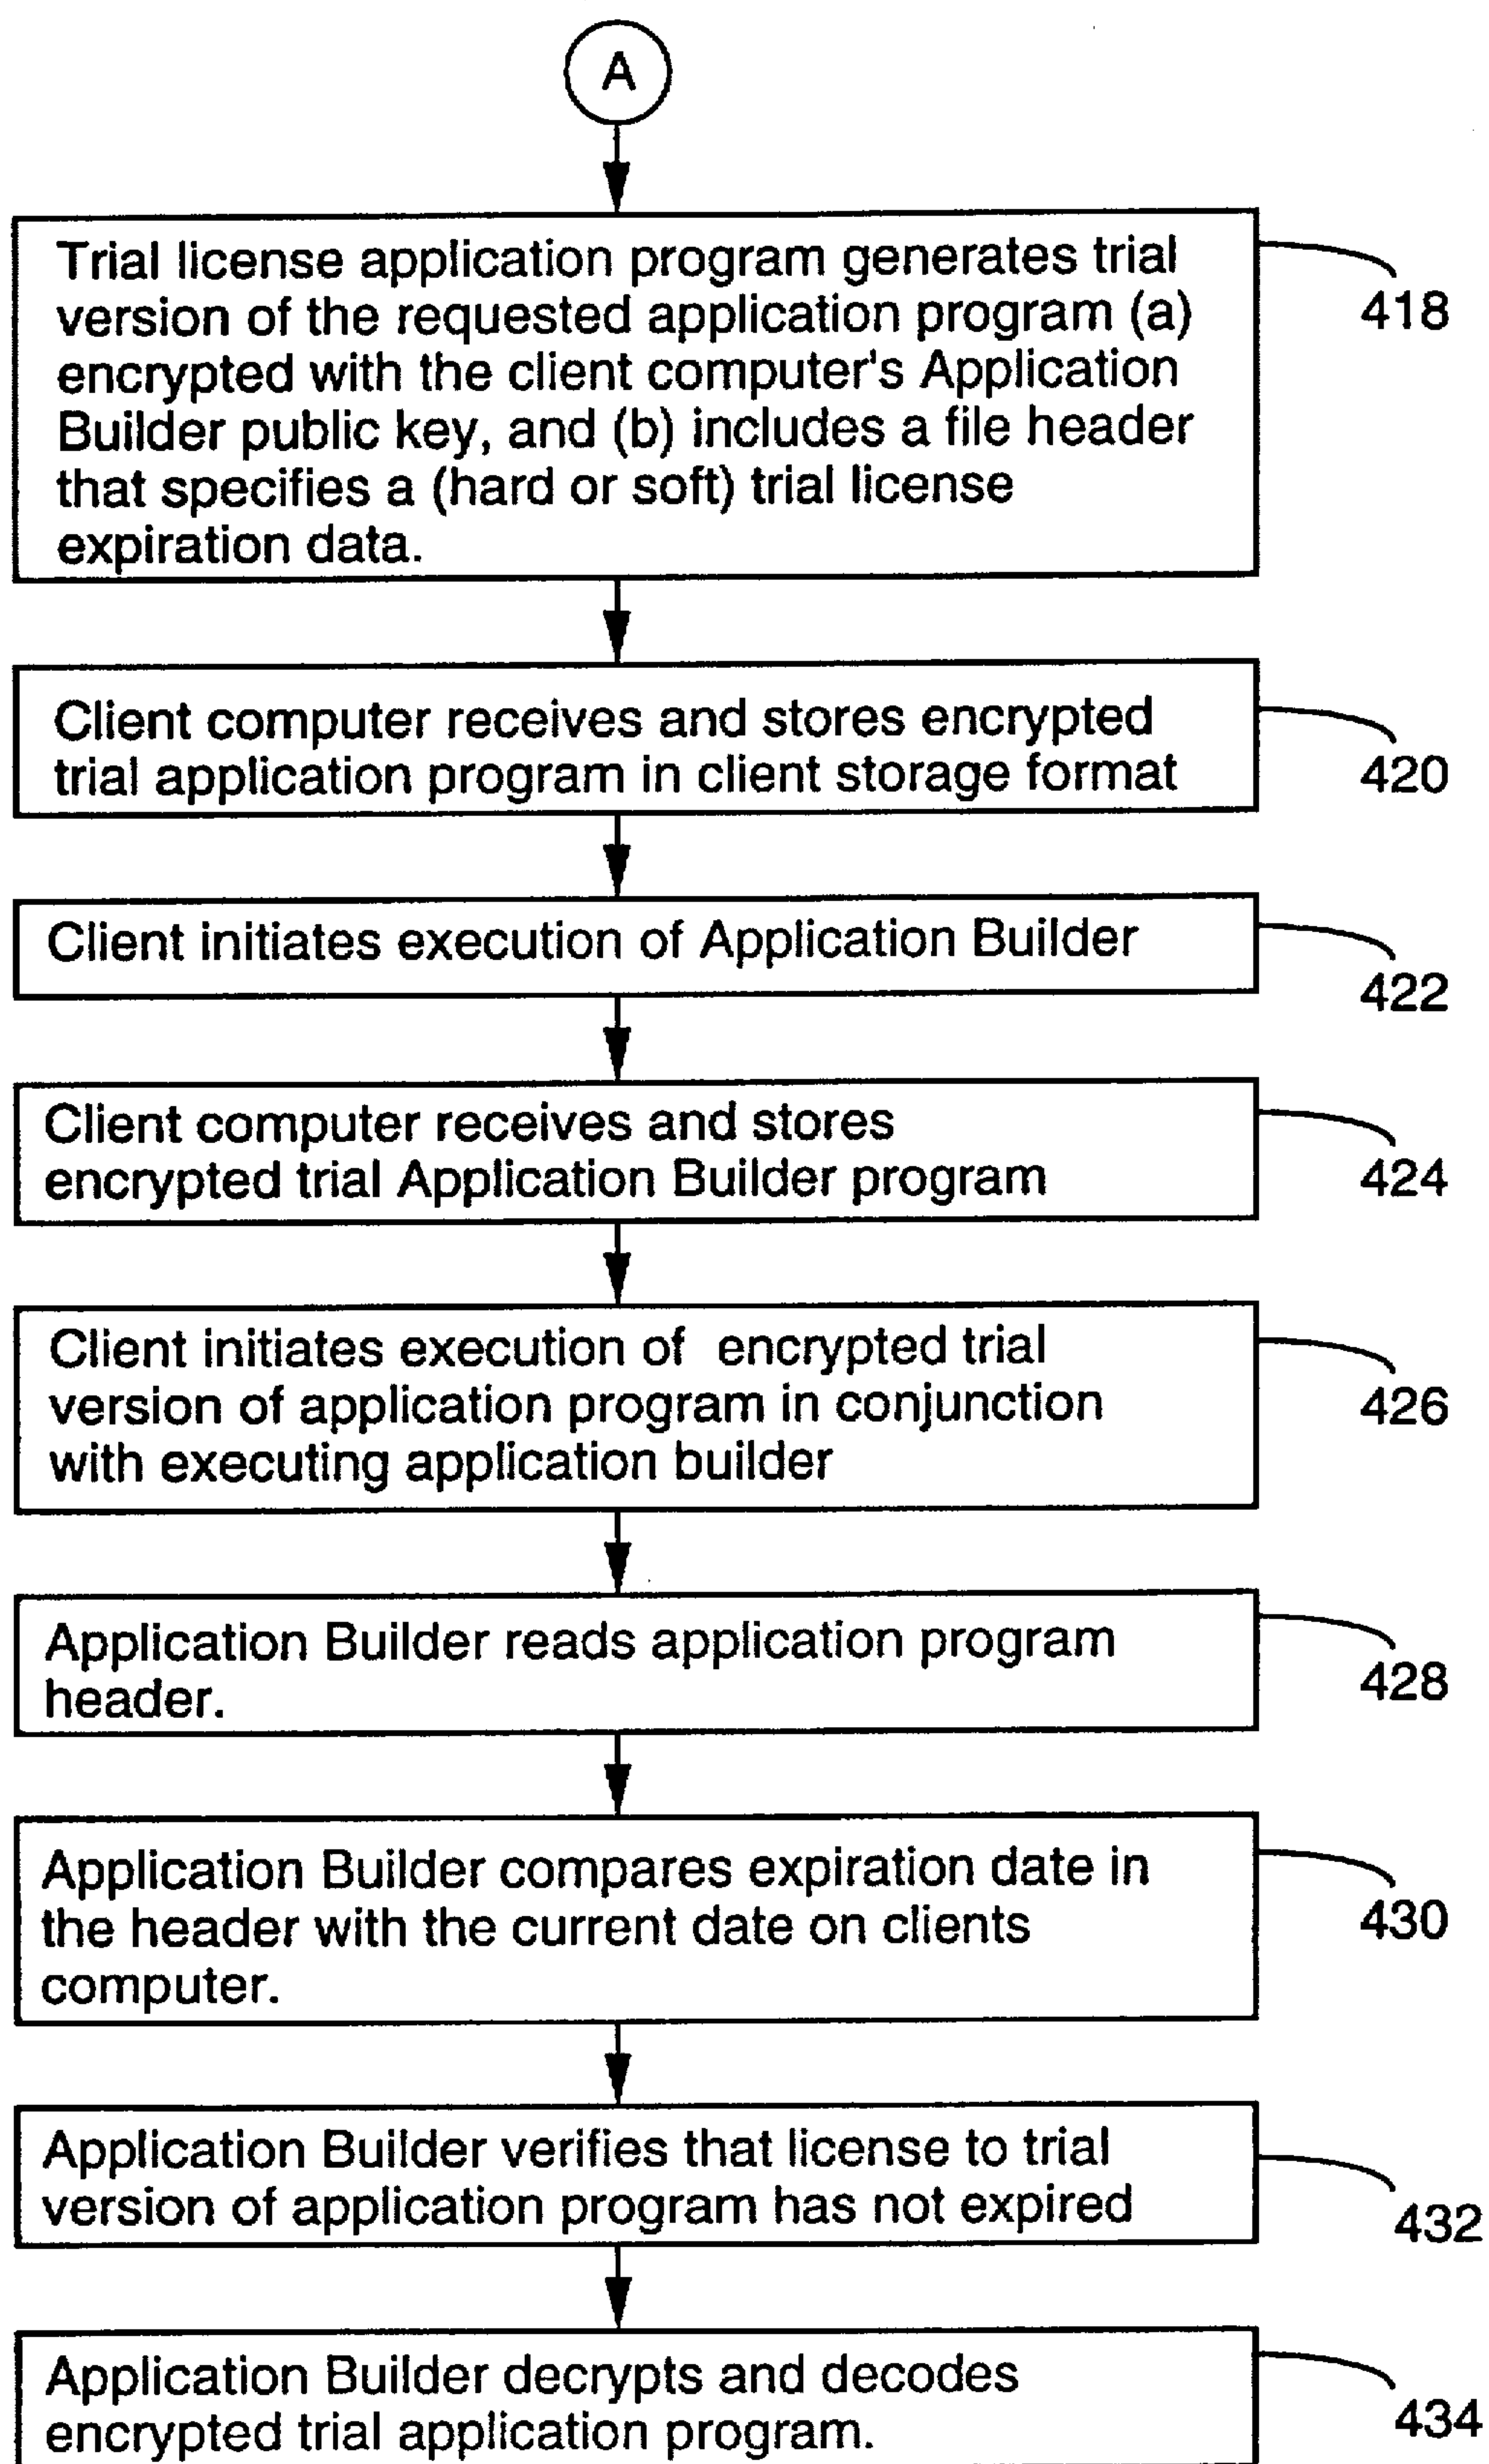 A
Trial license application program generates trial
version of the requested application program (a)
encrypted with the client computer's Application
Builder public key, and (b) includes a file header
that specifies a (hard or soft) trial license
expiration data.
418
Client computer receives and stores encrypted
trial application program in client storage format
420
Client initiates execution of Application Builder
422
Client computer receives and stores
encrypted trial Application Builder program
424
Client initiates execution of encrypted trial
version of application program in conjunction
with executing application builder
426
Application Builder reads application program
header.
428
Application Builder compares expiration date in
the header with the current date on clients
computer.
430
Application Builder verifies that license to trial
version of application program has not expired
432
Application Builder decrypts and decodes
encrypted trial application program.
434